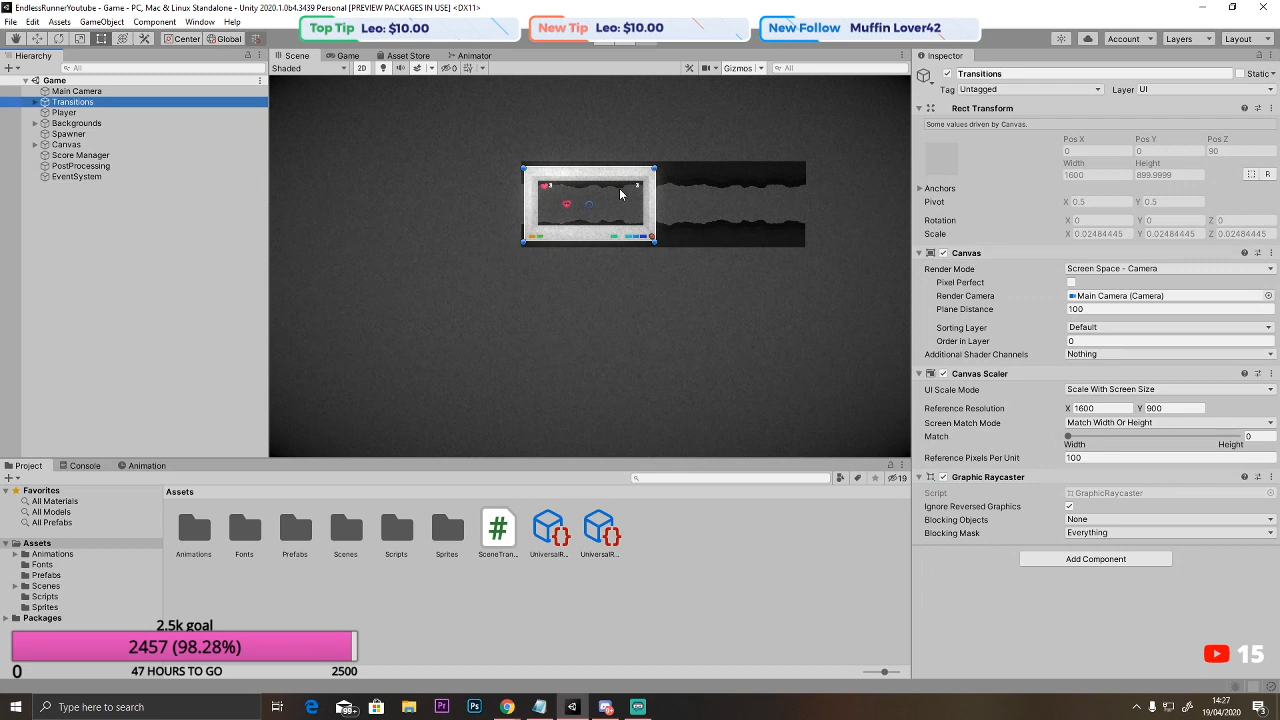 EndlessRunnerYT - Game - PC, Mac & Linux Standalone - Unity 2020.1.0b4.3439 Personal [PREVIEW PACKAGES IN USE] <DX11>
Top Tip Leo: $10.00
New Tip Leo: $10.00
New Follow Muffin Lover42
Center Global
Account Layers Layout
Hierarchy
All
Game
Main Camera
Transitions
Player
Backgrounds
Spawner
Canvas
Score Manager
PostProcessing
EventSystem
Scene Game Asset Store Animator
Shaded 2D 0 Gizmos All
3 3
Inspector
Transitions Static
Tag Untagged Layer UI
Rect Transform
Some values driven by Canvas.
Pos X Pos Y Pos Z
0 0 90
Width Height
1600 899.9999
R
Anchors
Pivot X 0.5 Y 0.5
Rotation X 0 Y 0 Z 0
Scale X 0.02484445 Y 0.02484445 Z 0.02484445
Canvas
Render Mode Screen Space - Camera
Pixel Perfect
Render Camera Main Camera (Camera)
Plane Distance 100
Sorting Layer Default
Order in Layer 0
Additional Shader Channels Nothing
Canvas Scaler
UI Scale Mode Scale With Screen Size
Reference Resolution X 1600 Y 900
Screen Match Mode Match Width Or Height
Match 0
Width Height
Reference Pixels Per Unit 100
Graphic Raycaster
Script GraphicRaycaster
Ignore Reversed Graphics
Blocking Objects None
Blocking Mask Everything
Add Component
Project Console Animation
19
Favorites
All Materials
All Models
All Prefabs
Assets
Animations
Fonts
Prefabs
Scenes
Scripts
Sprites
Packages
Assets
Animations Fonts Prefabs Scenes Scripts Sprites SceneTran... UniversalR... UniversalR...
2.5k goal
2457 (98.28%)
0 47 HOURS TO GO 2500
15
Type here to search
99+
14:27
19/04/2020